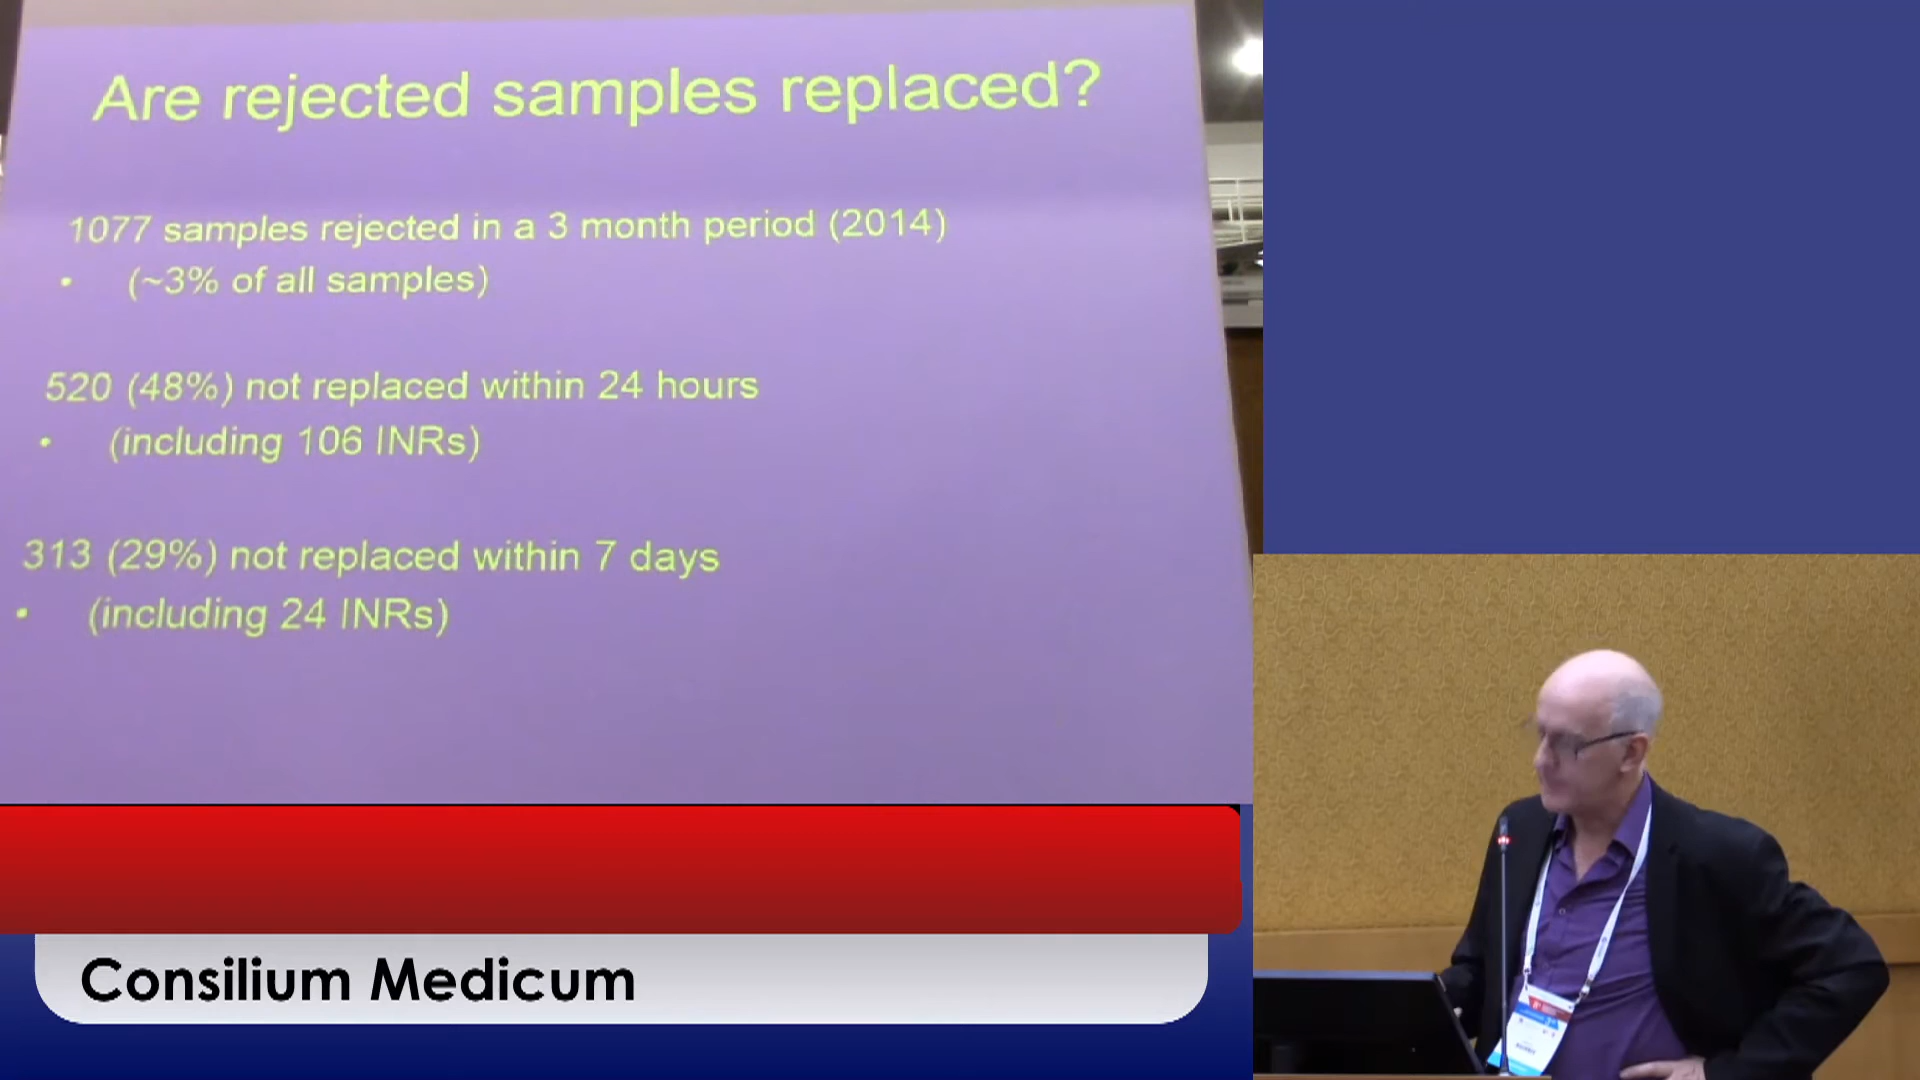 Are rejected samples replaced?
1077 samples rejected in a 3 month period (2014)
• (~3% of all samples)
520 (48%) not replaced within 24 hours
• (including 106 INRs)
313 (29%) not replaced within 7 days
• (including 24 INRs)
Consilium Medicum